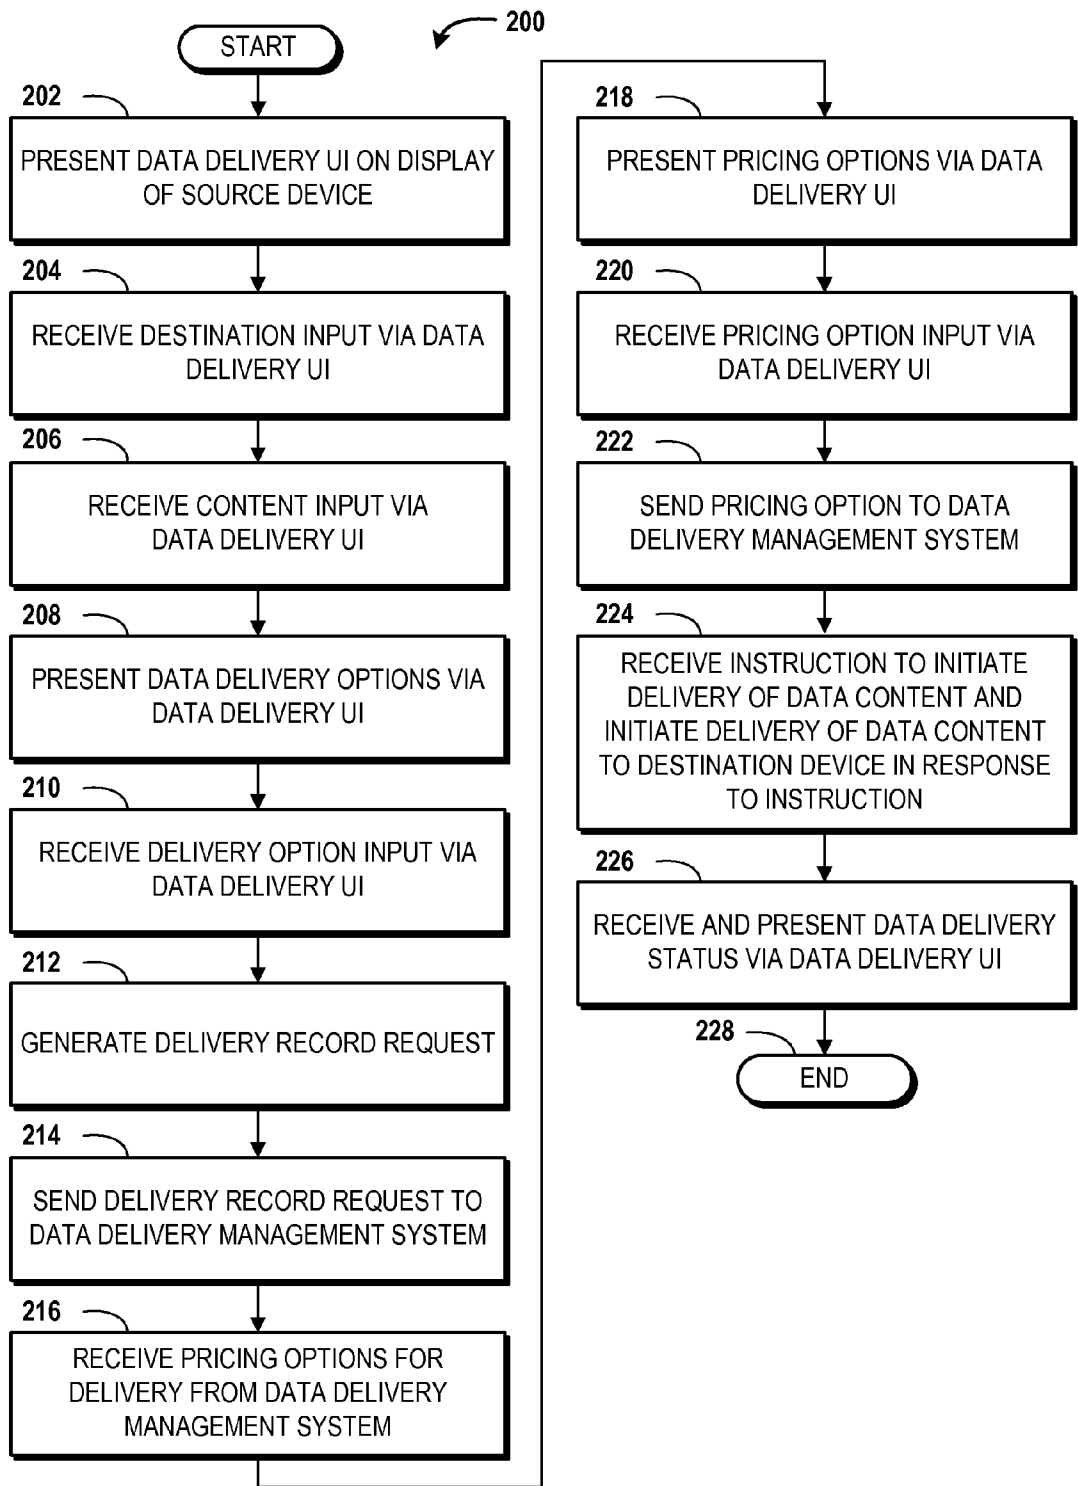 200
START
202
PRESENT DATA DELIVERY UI ON DISPLAY
OF SOURCE DEVICE
204
RECEIVE DESTINATION INPUT VIA DATA
DELIVERY UI
206
RECEIVE CONTENT INPUT VIA
DATA DELIVERY UI
208
PRESENT DATA DELIVERY OPTIONS VIA
DATA DELIVERY UI
210
RECEIVE DELIVERY OPTION INPUT VIA
DATA DELIVERY UI
212
GENERATE DELIVERY RECORD REQUEST
214
SEND DELIVERY RECORD REQUEST TO
DATA DELIVERY MANAGEMENT SYSTEM
216
RECEIVE PRICING OPTIONS FOR
DELIVERY FROM DATA DELIVERY
MANAGEMENT SYSTEM
218
PRESENT PRICING OPTIONS VIA DATA
DELIVERY UI
220
RECEIVE PRICING OPTION INPUT VIA
DATA DELIVERY UI
222
SEND PRICING OPTION TO DATA
DELIVERY MANAGEMENT SYSTEM
224
RECEIVE INSTRUCTION TO INITIATE
DELIVERY OF DATA CONTENT AND
INITIATE DELIVERY OF DATA CONTENT
TO DESTINATION DEVICE IN RESPONSE
TO INSTRUCTION
226
RECEIVE AND PRESENT DATA DELIVERY
STATUS VIA DATA DELIVERY UI
228
END